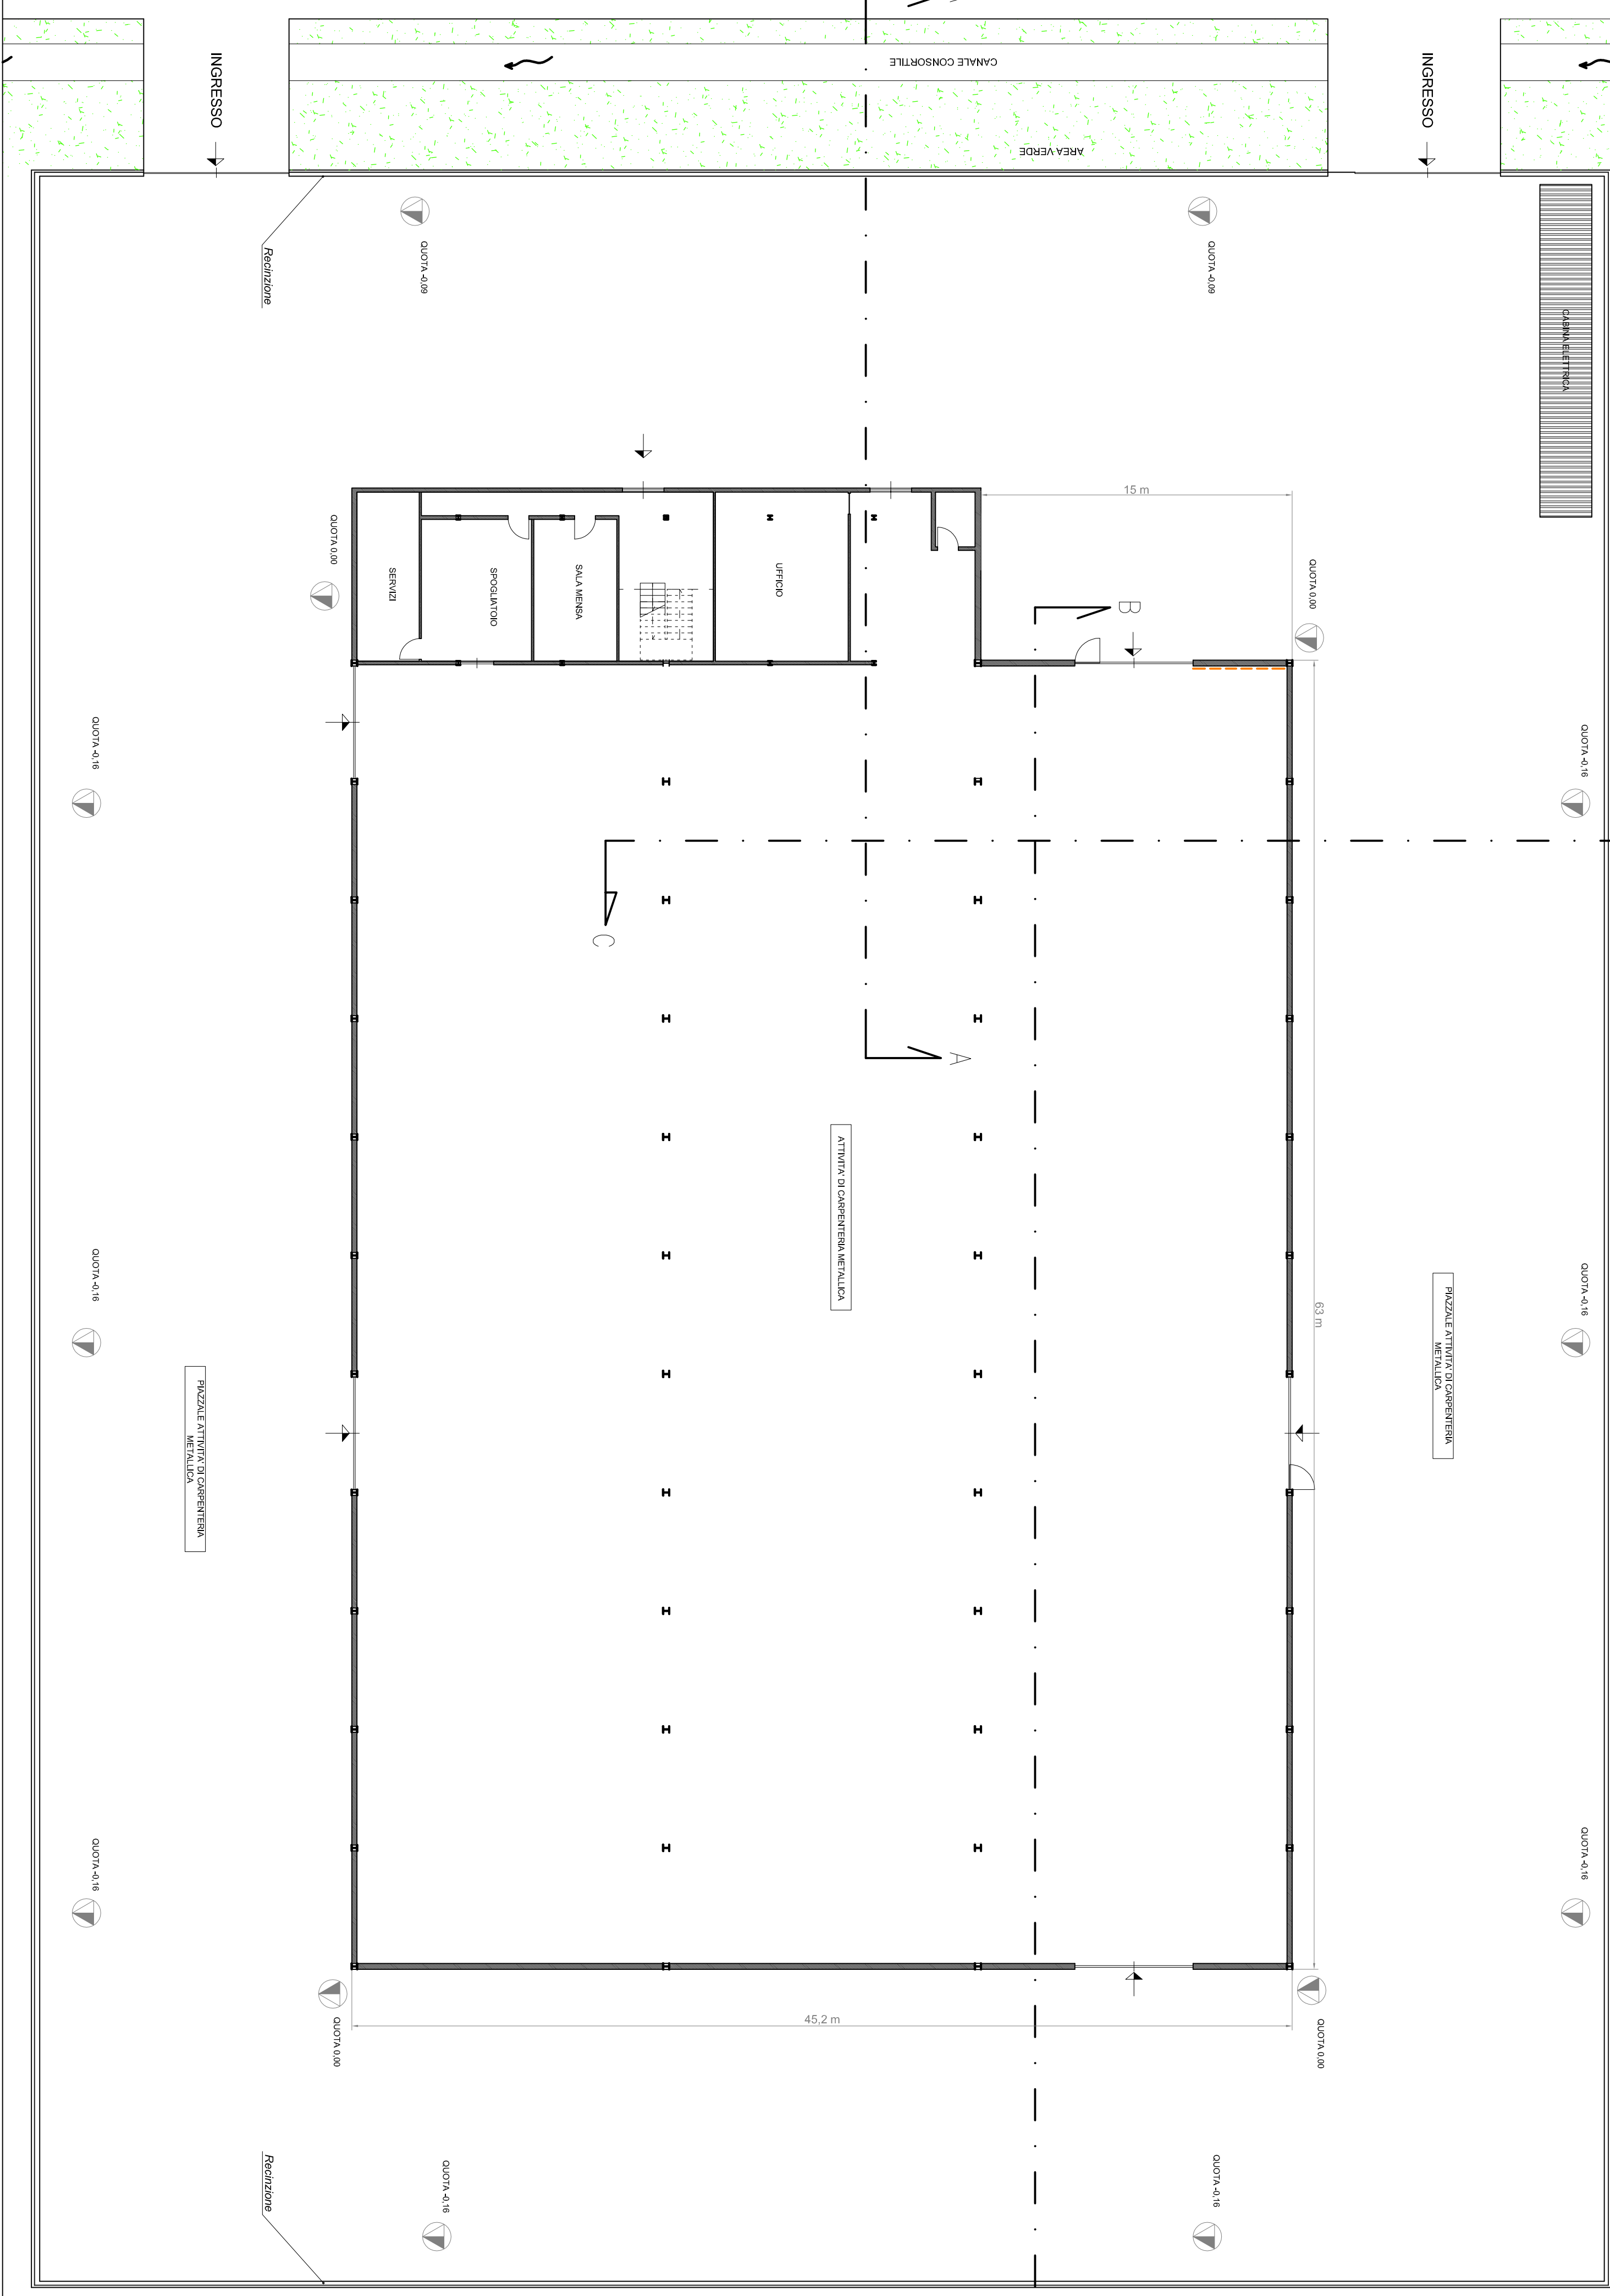 INGRESSO
CANALE CONSORTILE
INGRESSO
AREA VERDE
QUOTA -0,09
QUOTA -0,09
Recinzione
CABINA ELETTRICA
15 m
QUOTA 0,00
QUOTA 0,00
SERVIZI
SPOGLIATOIO
SALA MENSA
UFFICIO
B
QUOTA -0,16
QUOTA -0,16
C
A
ATTIVITA' DI CARPENTERIA METALLICA
QUOTA -0,16
QUOTA -0,16
63 m
PIAZZALE ATTIVITA' DI CARPENTERIA
METALLICA
PIAZZALE ATTIVITA' DI CARPENTERIA
METALLICA
QUOTA -0,16
QUOTA -0,16
45,2 m
QUOTA 0,00
QUOTA 0,00
Recinzione
QUOTA -0,16
QUOTA -0,16